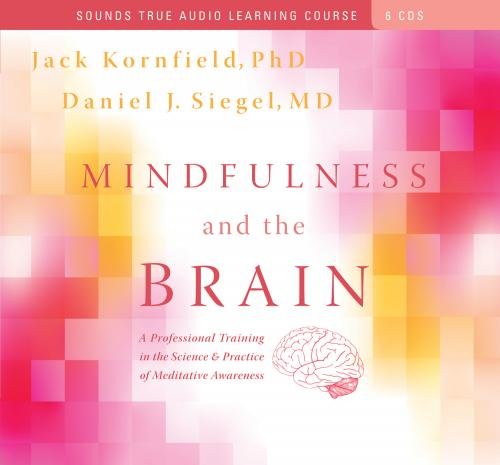 SOUNDS TRUE AUDIO LEARNING COURSE 6 CDS
Jack Kornfield, PhD
Daniel J. Siegel, MD
MINDFULNESS
and the
BRAIN
A Professional Training
in the Science & Practice
of Meditative Awareness